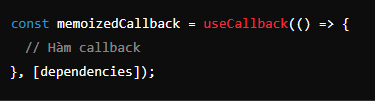 const memoizedCallback = useCallback(() => {
  // Hàm callback
}, [dependencies]);